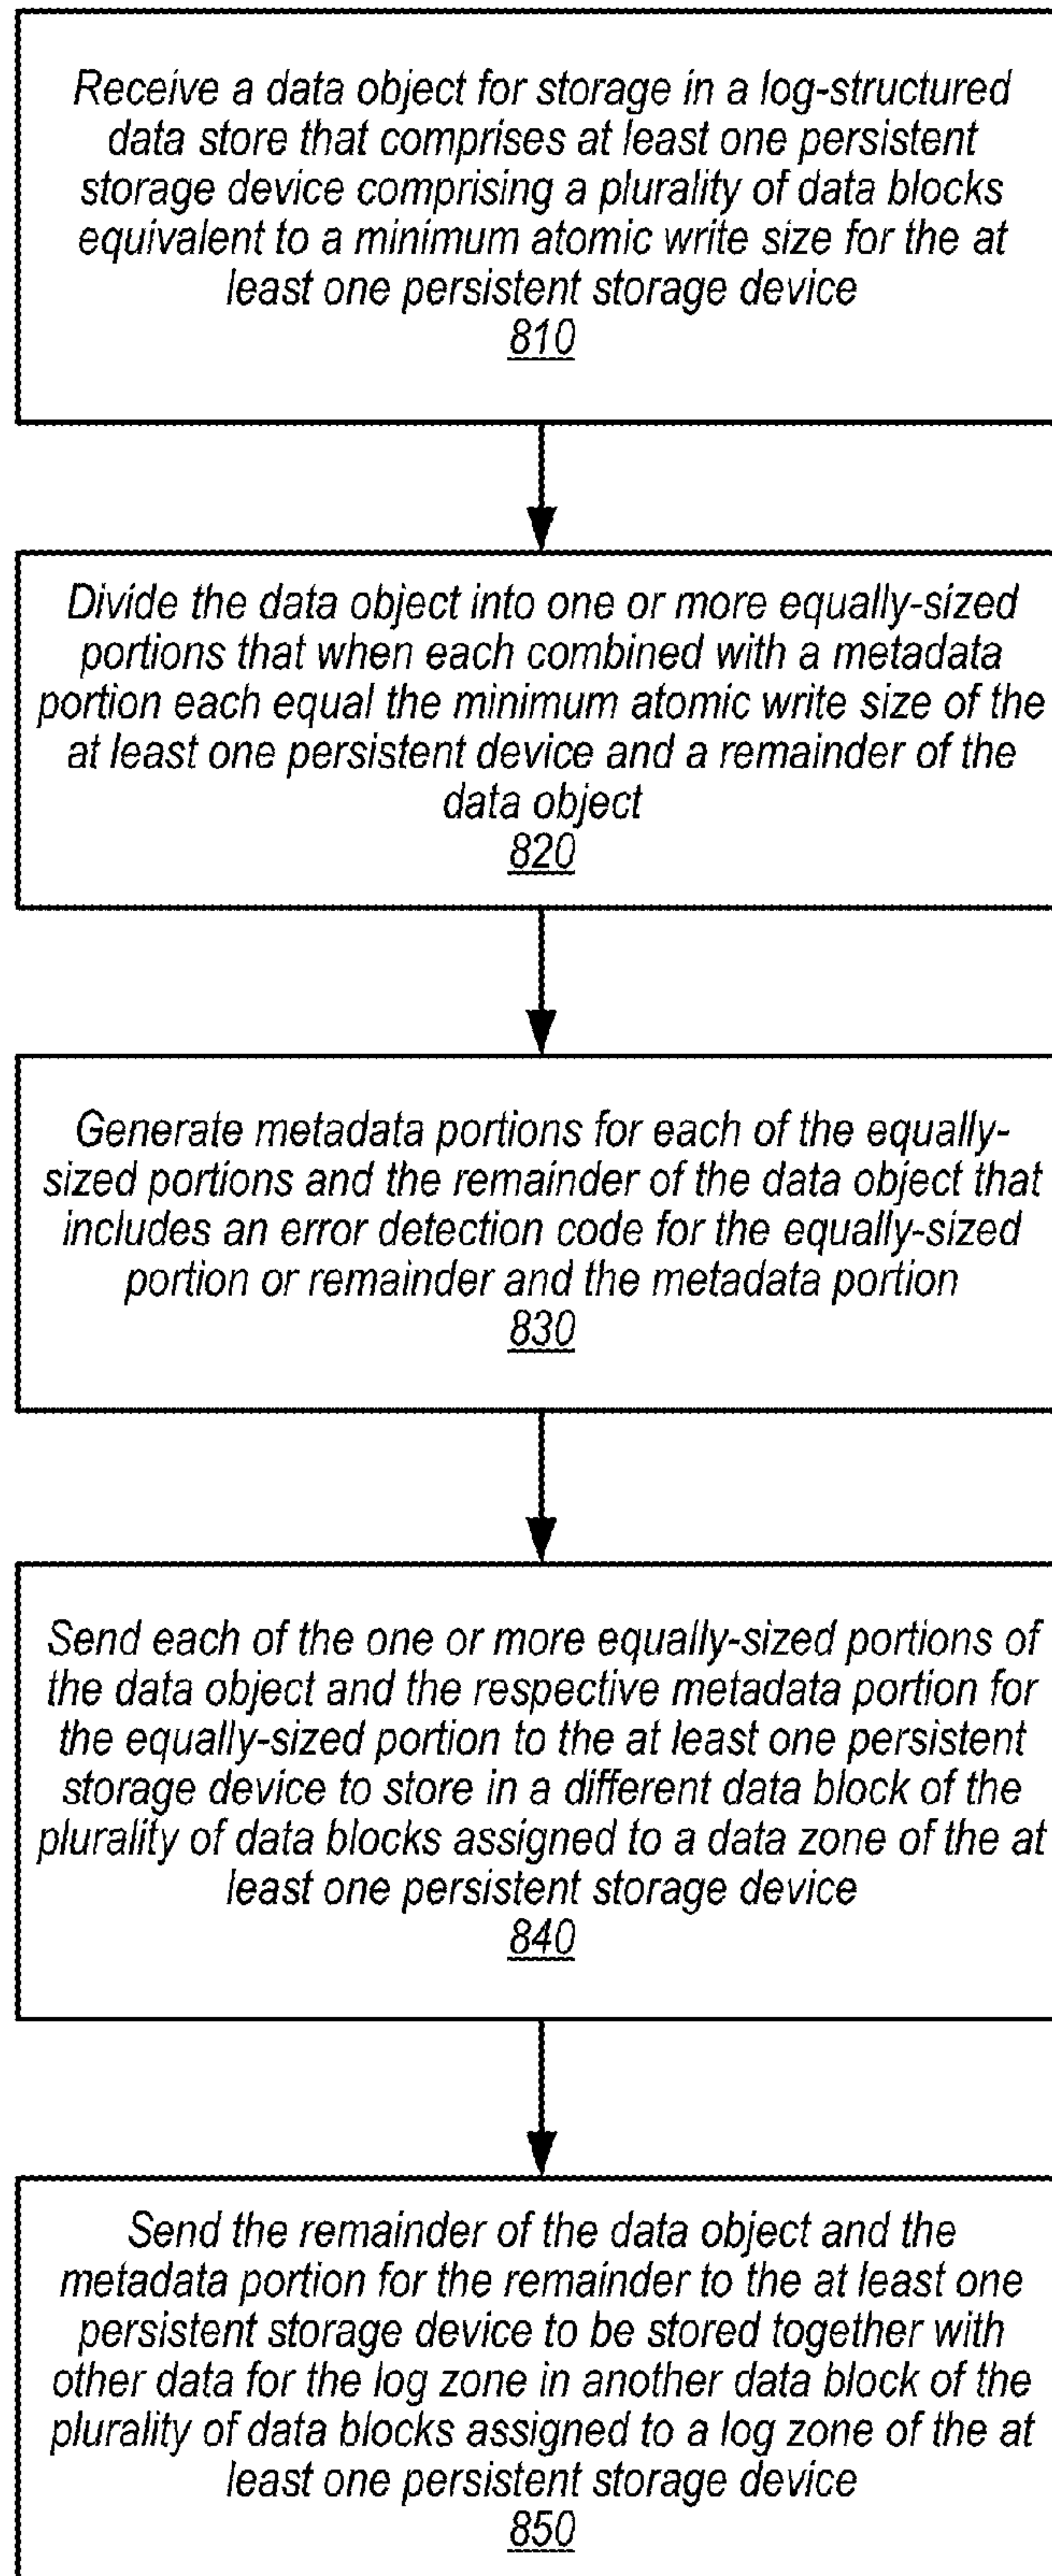 Receive a data object for storage in a log-structured
data store that comprises at least one persistent
storage device comprising a plurality of data blocks
equivalent to a minimum atomic write size for the at
least one persistent storage device
810
Divide the data object into one or more equally-sized
portions that when each combined with a metadata
portion each equal the minimum atomic write size of the
at least one persistent device and a remainder of the
data object
820
Generate metadata portions for each of the equally-
sized portions and the remainder of the data object that
includes an error detection code for the equally-sized
portion or remainder and the metadata portion
830
Send each of the one or more equally-sized portions of
the data object and the respective metadata portion for
the equally-sized portion to the at least one persistent
storage device to store in a different data block of the
plurality of data blocks assigned to a data zone of the at
least one persistent storage device
840
Send the remainder of the data object and the
metadata portion for the remainder to the at least one
persistent storage device to be stored together with
other data for the log zone in another data block of the
plurality of data blocks assigned to a log zone of the at
least one persistent storage device
850